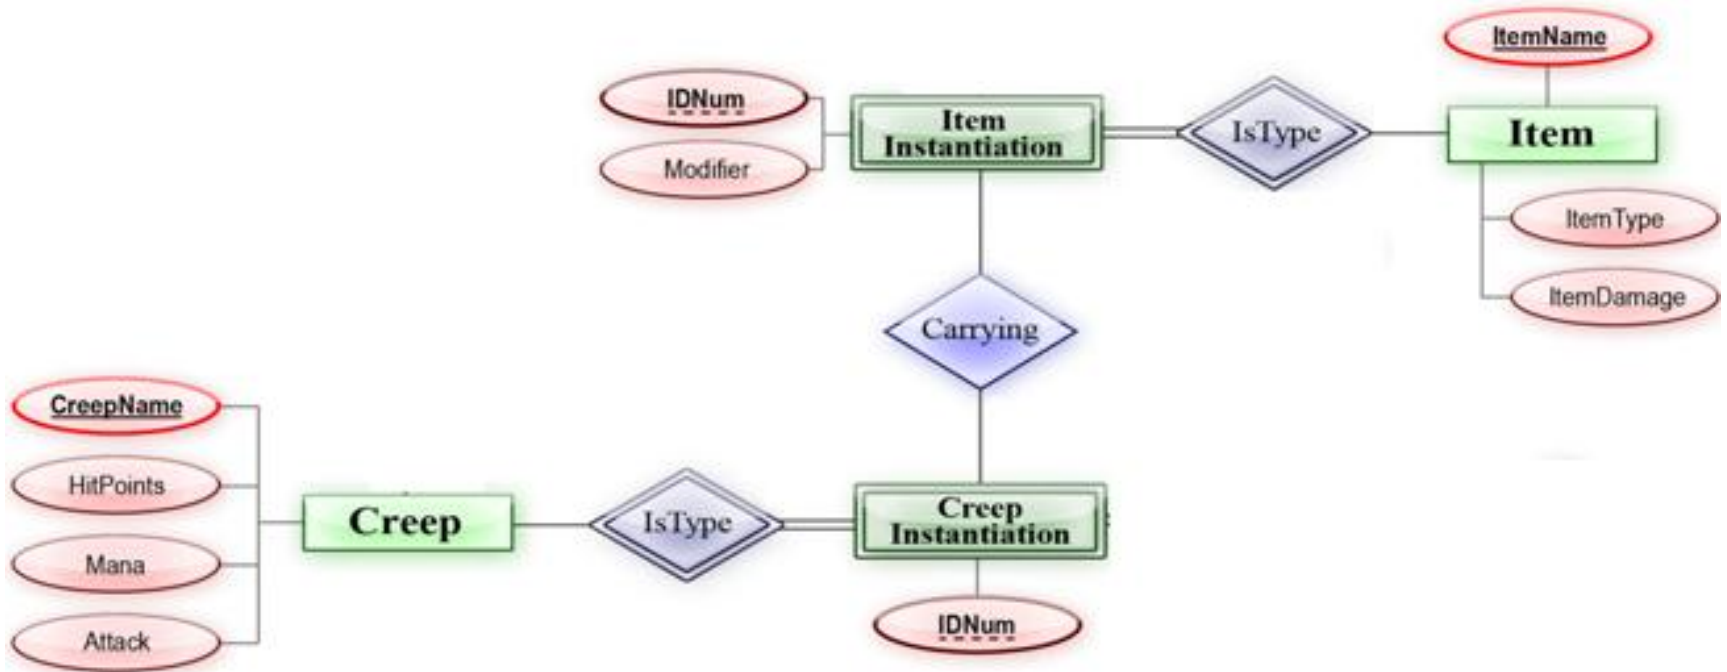 ItemName
IDNum
Item
Instantiation
IsType
Item
Modifier
ItemType
ItemDamage
Carrying
CreepName
HitPoints
Creep
IsType
Creep
Instantiation
Mana
Attack
IDNum